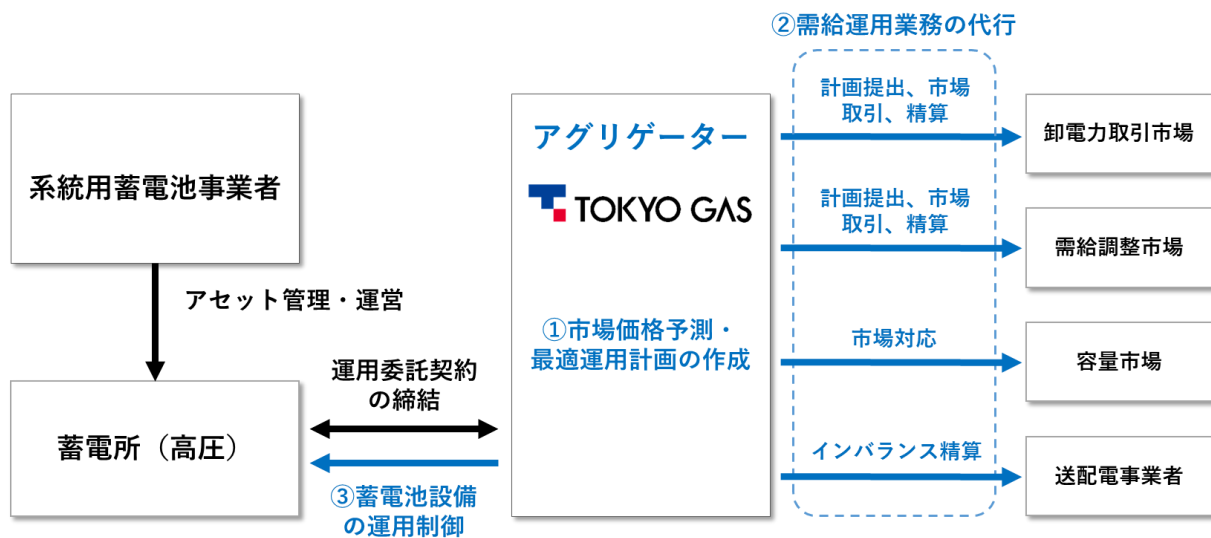 ②需給運用業務の代行
系統用蓄電池事業者
アセット管理・運営
蓄電所（高圧）
運用委託契約
の締結
③蓄電池設備
の運用制御
アグリゲーター
TOKYO GAS
①市場価格予測・
最適運用計画の作成
計画提出、市場
取引、精算
卸電力取引市場
計画提出、市場
取引、精算
需給調整市場
市場対応
容量市場
インバランス精算
送配電事業者